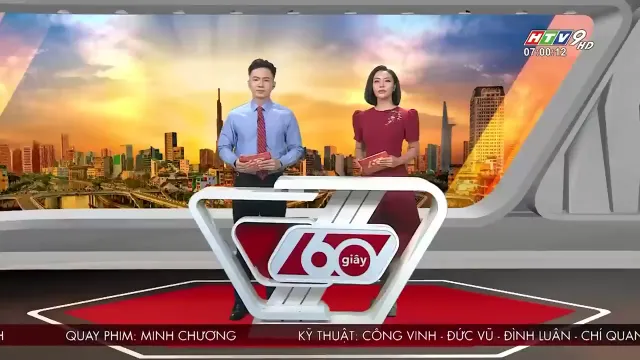 HTV9 HD
07:00:12
60 giây
H QUAY PHIM: MINH CHƯƠNG KỸ THUẬT: CÔNG VINH - ĐỨC VŨ - ĐÌNH LUÂN - CHÍ QUAN